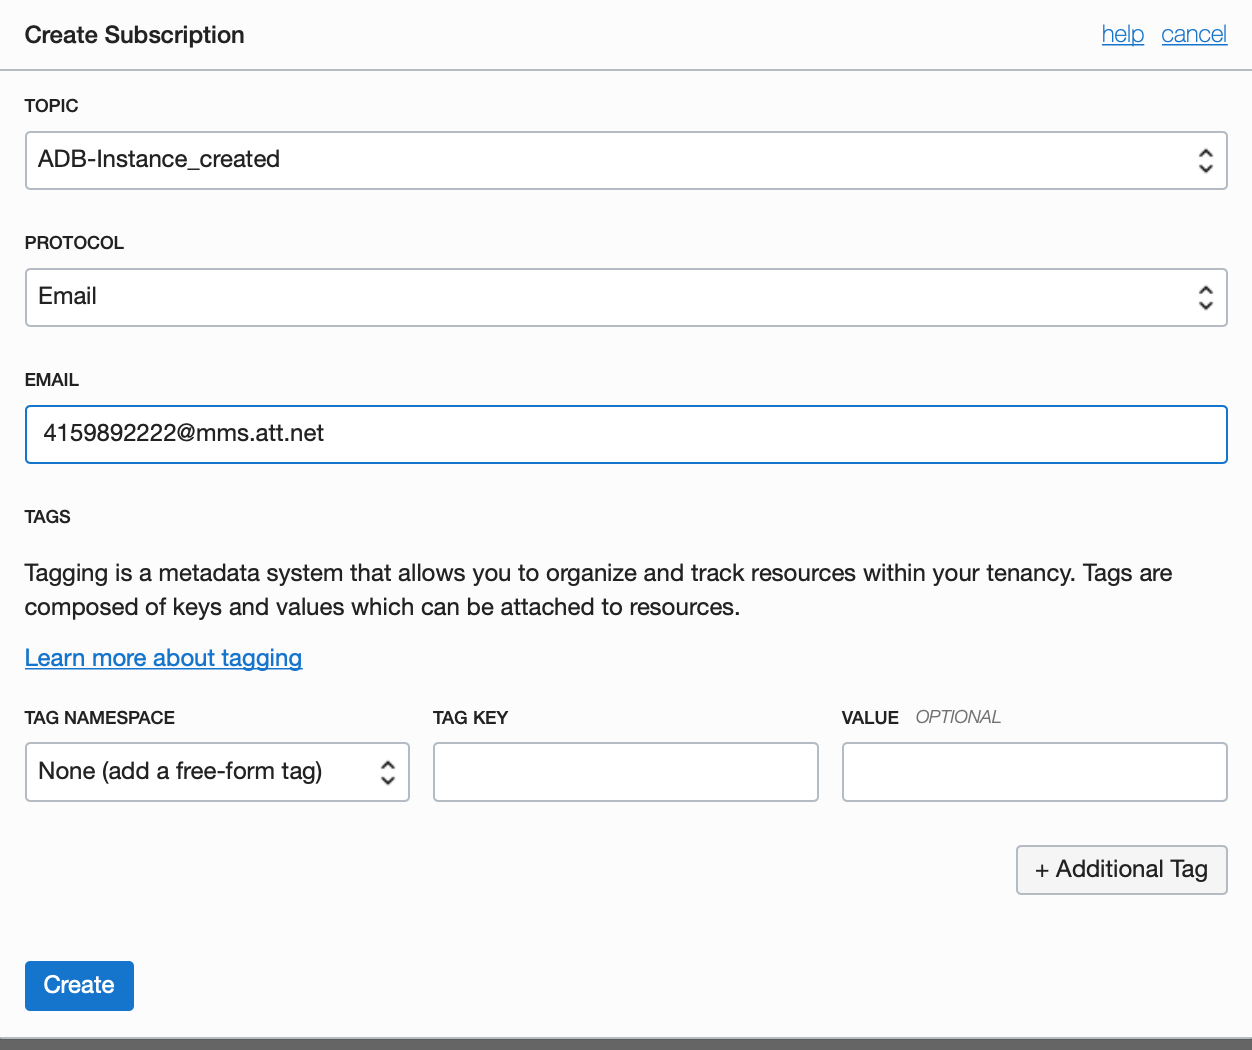 Create Subscription
help cancel
TOPIC
ADB-Instance_created
PROTOCOL
Email
EMAIL
4159892222@mms.att.net
TAGS
Tagging is a metadata system that allows you to organize and track resources within your tenancy. Tags are
composed of keys and values which can be attached to resources.
Learn more about tagging
TAG NAMESPACE
TAG KEY
VALUE OPTIONAL
None (add a free-form tag)
+ Additional Tag
Create